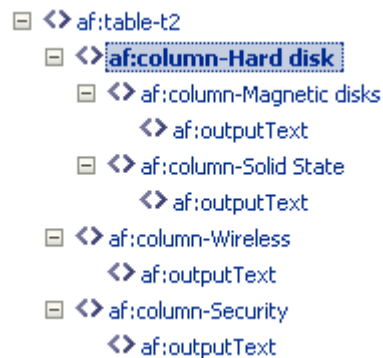 af:table-t2
af:column-Hard disk
af:column-Magnetic disks
af:outputText
af:column-Solid State
af:outputText
af:column-Wireless
af:outputText
af:column-Security
af:outputText